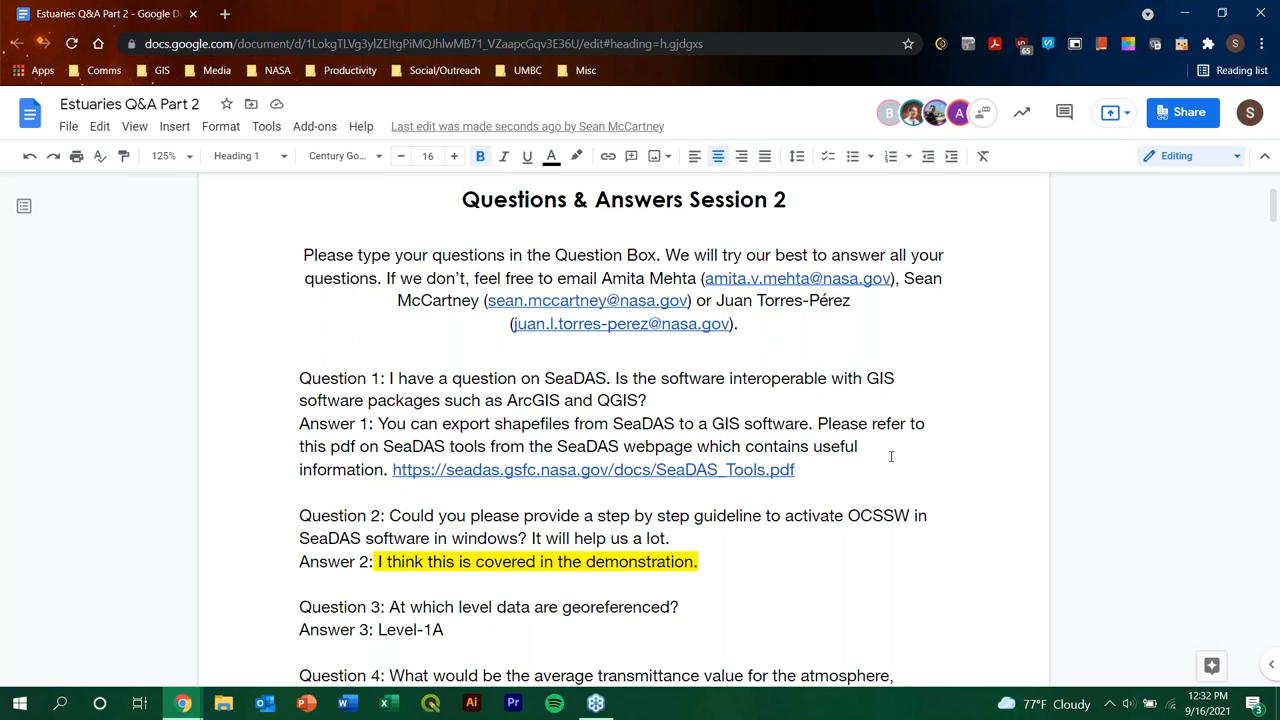 Estuaries Q&A Part 2 - Google D
docs.google.com/document/d/1LokgTLVg3ylZEItgPiMQJhlwMB71_VZaapcGqv3E36U/edit#heading=h.gjdgxs
Apps Comms GIS Media NASA Productivity Social/Outreach UMBC Misc Reading list
Estuaries Q&A Part 2
B A Share S
File Edit View Insert Format Tools Add-ons Help Last edit was made seconds ago by Sean McCartney
125% Heading 1 Century Go... 16 B I U A Editing
Questions & Answers Session 2
Please type your questions in the Question Box. We will try our best to answer all your
questions. If we don't, feel free to email Amita Mehta (amita.v.mehta@nasa.gov), Sean
McCartney (sean.mccartney@nasa.gov) or Juan Torres-Pérez
(juan.l.torres-perez@nasa.gov).
Question 1: I have a question on SeaDAS. Is the software interoperable with GIS
software packages such as ArcGIS and QGIS?
Answer 1: You can export shapefiles from SeaDAS to a GIS software. Please refer to
this pdf on SeaDAS tools from the SeaDAS webpage which contains useful
information. https://seadas.gsfc.nasa.gov/docs/SeaDAS_Tools.pdf
Question 2: Could you please provide a step by step guideline to activate OCSSW in
SeaDAS software in windows? It will help us a lot.
Answer 2: I think this is covered in the demonstration.
Question 3: At which level data are georeferenced?
Answer 3: Level-1A
Question 4: What would be the average transmittance value for the atmosphere,
77°F Cloudy
12:32 PM
9/16/2021
3